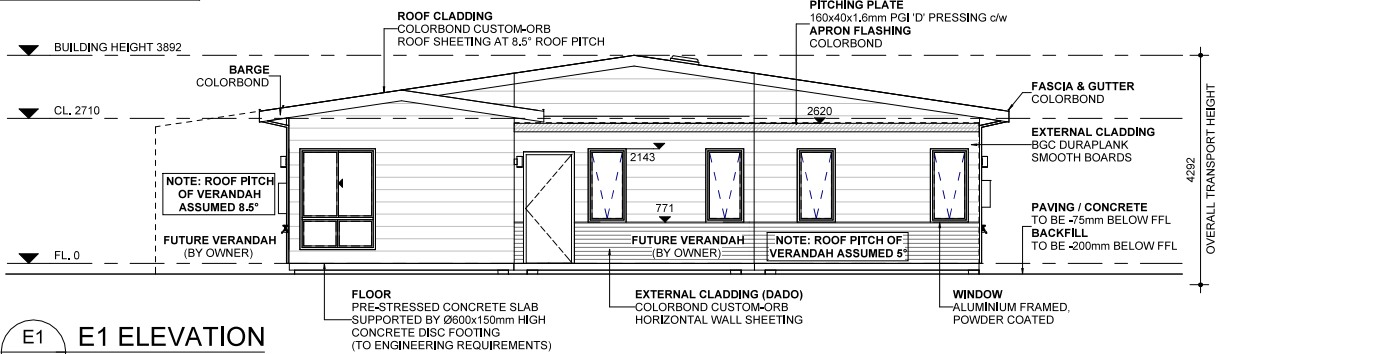 ROOF CLADDING
COLORBOND CUSTOM-ORB
ROOF SHEETING AT 8.5° ROOF PITCH
PITCHING PLATE
160x40x1.6mm PGI 'D' PRESSING c/w
APRON FLASHING
COLORBOND
BUILDING HEIGHT 3892
BARGE
COLORBOND
FASCIA & GUTTER
COLORBOND
CL. 2710
2620
EXTERNAL CLADDING
BGC DURAPLANK
SMOOTH BOARDS
2143
4292
OVERALL TRANSPORT HEIGHT
NOTE: ROOF PITCH
OF VERANDAH
ASSUMED 8.5°
771
PAVING / CONCRETE
TO BE -75mm BELOW FFL
BACKFILL
TO BE -200mm BELOW FFL
FUTURE VERANDAH
(BY OWNER)
FUTURE VERANDAH
(BY OWNER)
NOTE: ROOF PITCH OF
VERANDAH ASSUMED 5°
FL. 0
FLOOR
PRE-STRESSED CONCRETE SLAB
SUPPORTED BY Ø600x150mm HIGH
CONCRETE DISC FOOTING
(TO ENGINEERING REQUIREMENTS)
EXTERNAL CLADDING (DADO)
COLORBOND CUSTOM-ORB
HORIZONTAL WALL SHEETING
WINDOW
ALUMINIUM FRAMED,
POWDER COATED
E1
E1 ELEVATION